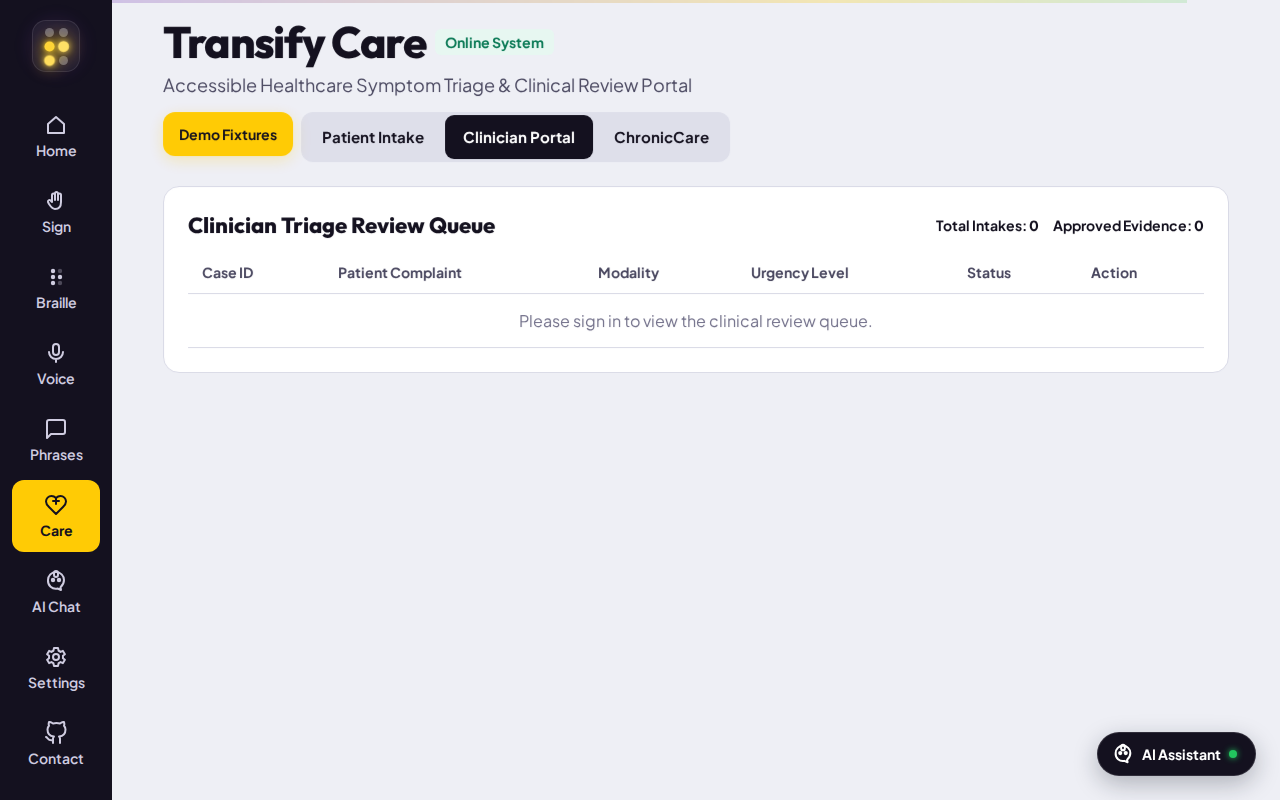 Home
Sign
Braille
Voice
Phrases
Care
AI Chat
Settings
Contact
Transify Care
Online System
Accessible Healthcare Symptom Triage & Clinical Review Portal
Demo Fixtures
Patient Intake
Clinician Portal
ChronicCare
Clinician Triage Review Queue
Total Intakes: 0 Approved Evidence: 0
Case ID Patient Complaint Modality Urgency Level Status Action
Please sign in to view the clinical review queue.
AI Assistant